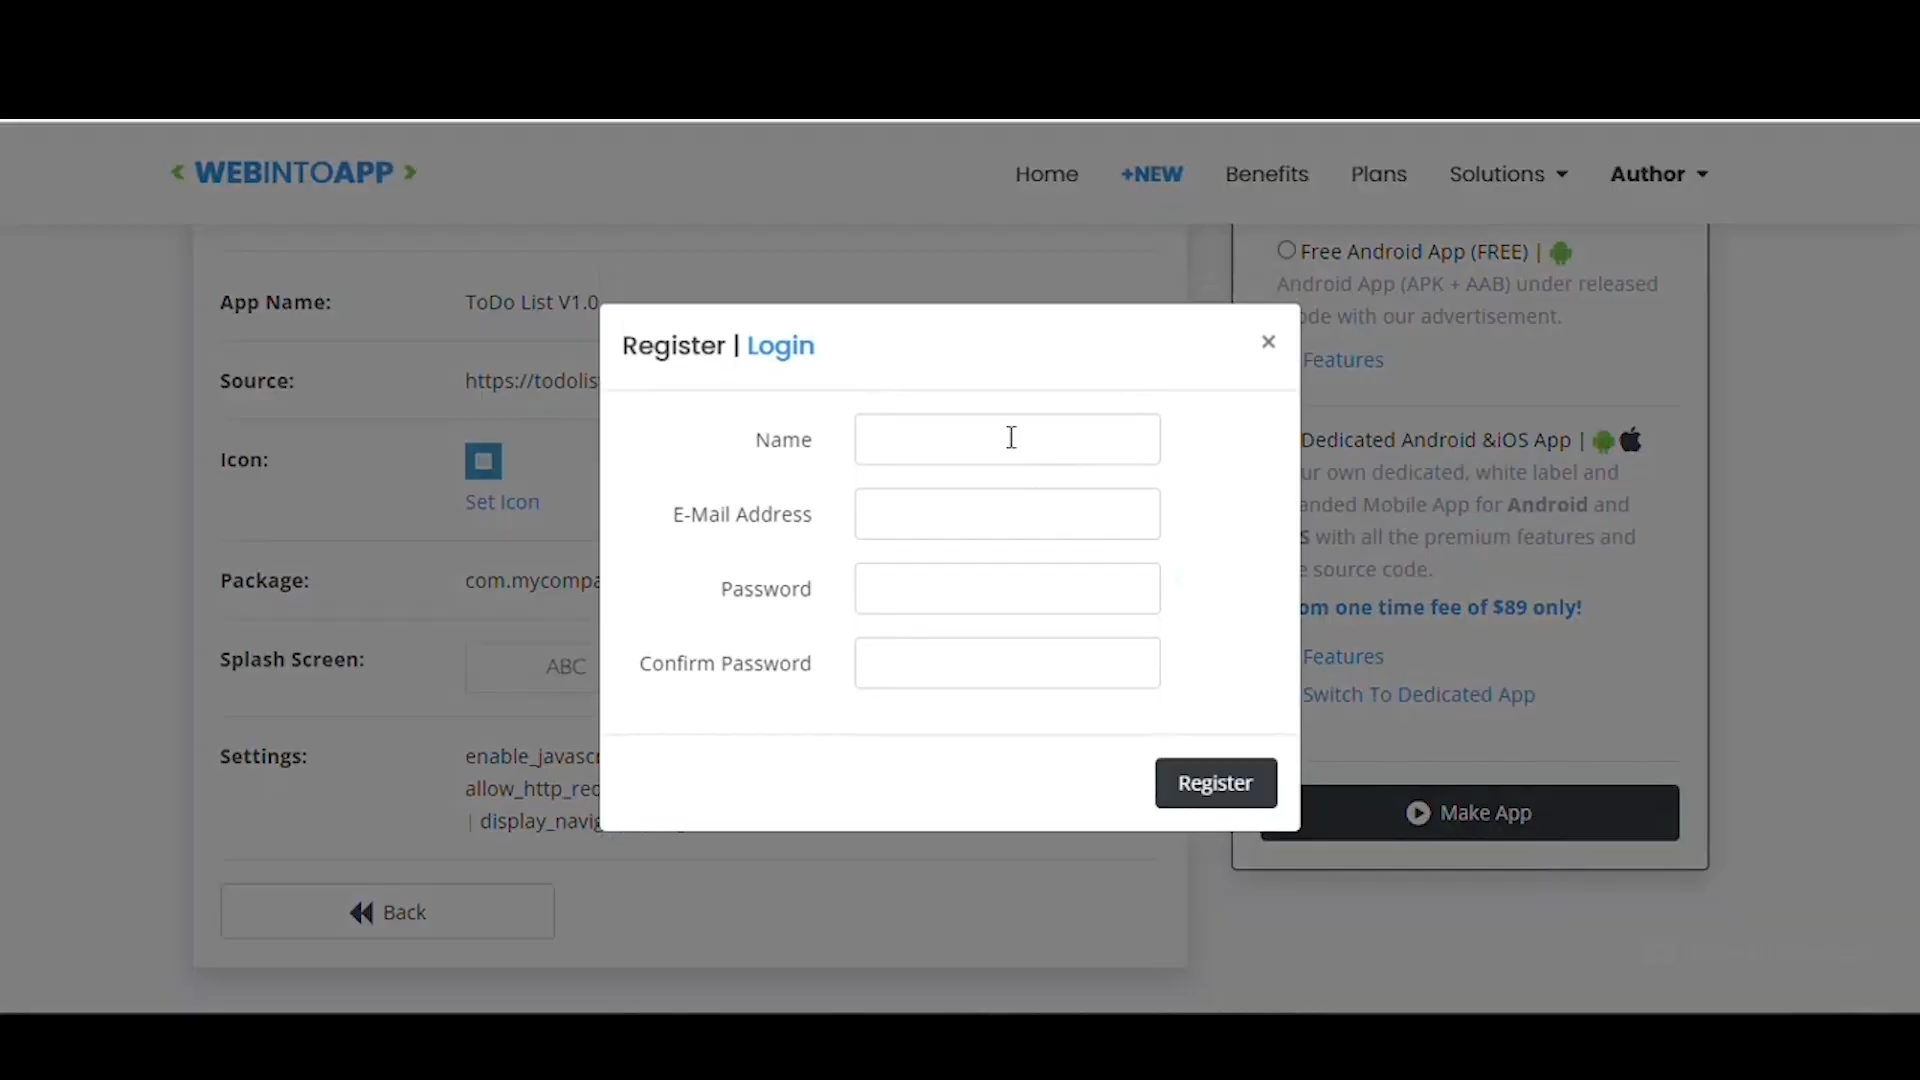 < WEBINTOAPP >
Home +NEW Benefits Plans Solutions Author
App Name: ToDo List V1.0
Source: https://todolis
Icon:
Set Icon
Package: com.mycompa
Splash Screen: ABC
Settings: enable_javascr
allow_http_req
| display_navig
Back
Register | Login ×
Name
E-Mail Address
Password
Confirm Password
Register
Free Android App (FREE) |
Android App (APK + AAB) under released
ode with our advertisement.
Features
Dedicated Android &iOS App |
ur own dedicated, white label and
anded Mobile App for Android and
S with all the premium features and
e source code.
om one time fee of $89 only!
Features
Switch To Dedicated App
Make App